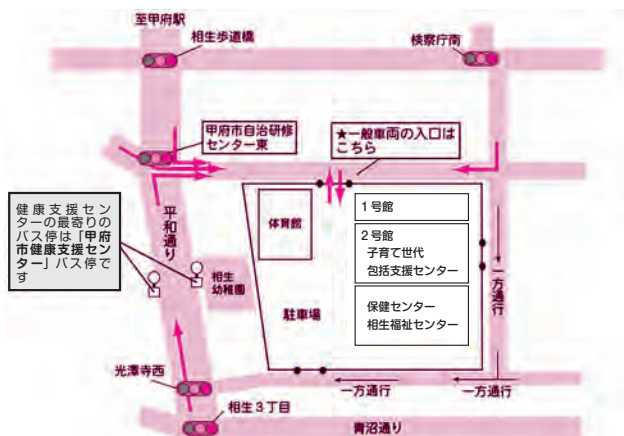 至甲府駅
相生歩道橋
検察庁南
甲府市自治研修
センター東
★一般車両の入口は
こちら
健康支援セン
ターの最寄りの
バス停は「甲府
市健康支援セン
ター」バス停で
す
平和通り
体育館
1号館
2号館
子育て世代
包括支援センター
相生
幼稚園
駐車場
保健センター
相生福祉センター
一方通行
光澤寺西
一方通行
一方通行
相生3丁目
青沼通り